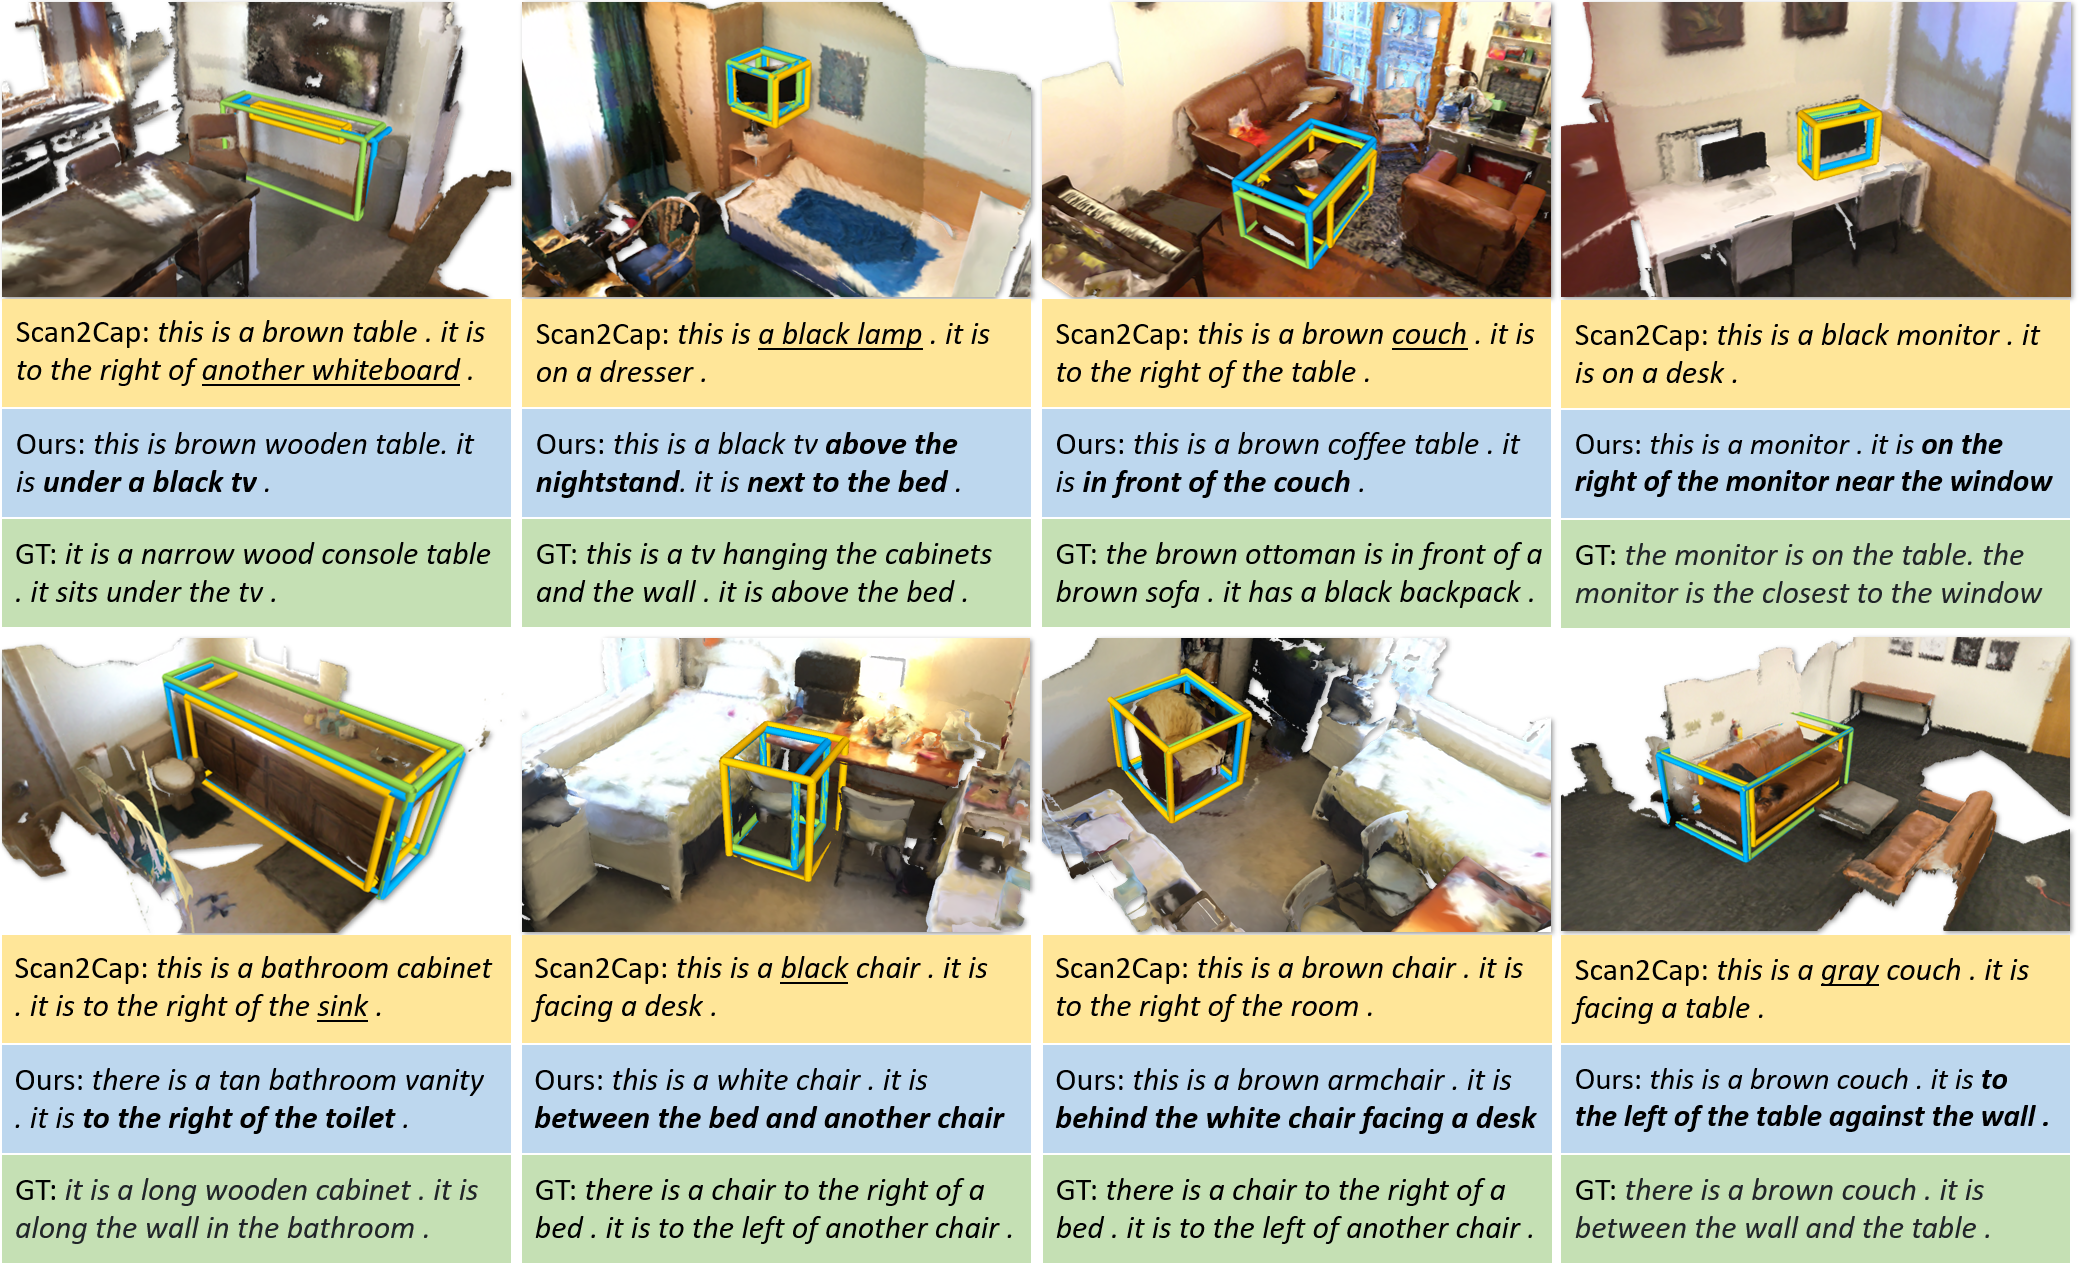 Scan2Cap: this is a brown table . it is
to the right of another whiteboard .
Ours: this is brown wooden table. it
is under a black tv .
GT: it is a narrow wood console table
. it sits under the tv .
Scan2Cap: this is a black lamp . it is
on a dresser .
Ours: this is a black tv above the
nightstand. it is next to the bed .
GT: this is a tv hanging the cabinets
and the wall . it is above the bed .
Scan2Cap: this is a brown couch . it is
to the right of the table .
Ours: this is a brown coffee table . it
is in front of the couch .
GT: the brown ottoman is in front of a
brown sofa . it has a black backpack .
Scan2Cap: this is a black monitor . it
is on a desk .
Ours: this is a monitor . it is on the
right of the monitor near the window
GT: the monitor is on the table. the
monitor is the closest to the window
Scan2Cap: this is a bathroom cabinet
. it is to the right of the sink .
Ours: there is a tan bathroom vanity
. it is to the right of the toilet .
GT: it is a long wooden cabinet . it is
along the wall in the bathroom .
Scan2Cap: this is a black chair . it is
facing a desk .
Ours: this is a white chair . it is
between the bed and another chair
GT: there is a chair to the right of a
bed . it is to the left of another chair .
Scan2Cap: this is a brown chair . it is
to the right of the room .
Ours: this is a brown armchair . it is
behind the white chair facing a desk
GT: there is a chair to the right of a
bed . it is to the left of another chair .
Scan2Cap: this is a gray couch . it is
facing a table .
Ours: this is a brown couch . it is to
the left of the table against the wall .
GT: there is a brown couch . it is
between the wall and the table .